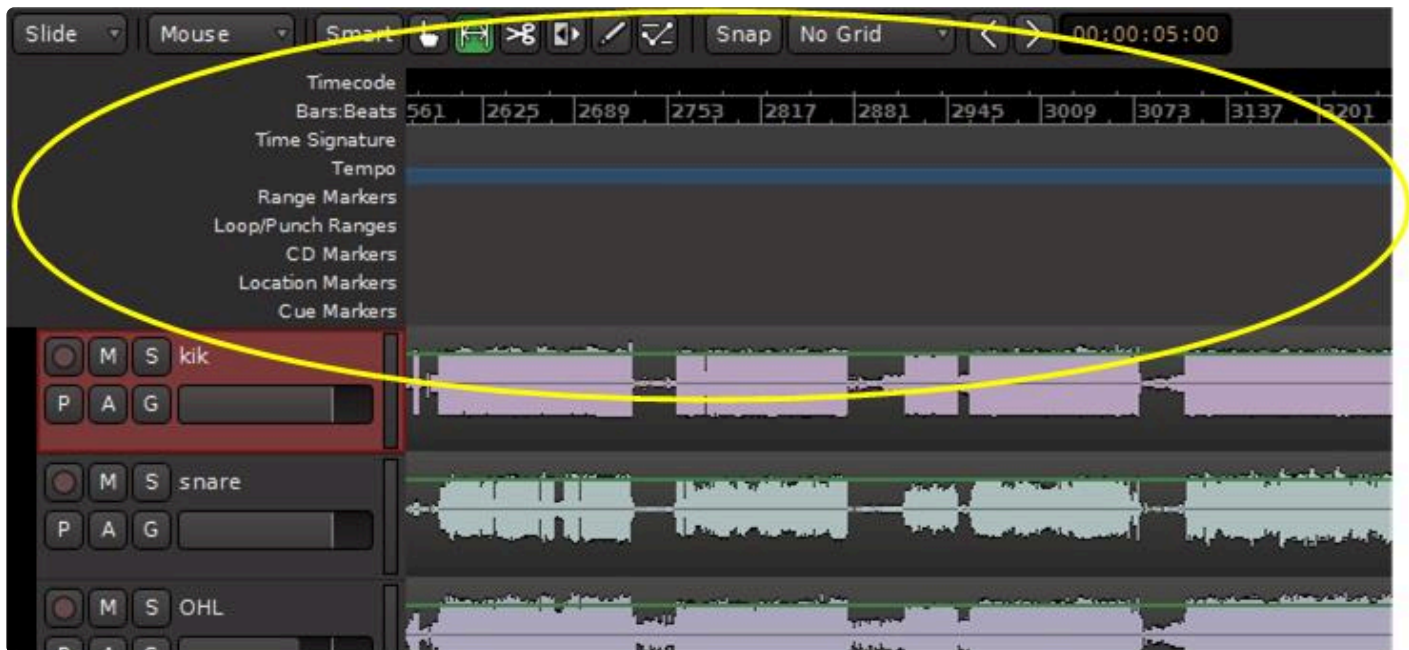 Slide Mouse Smart Snap No Grid 00:00:05:00
Timecode
Bars:Beats 561 2625 2689 2753 2817 2881 2945 3009 3073 3137 3201
Time Signature
Tempo
Range Markers
Loop/Punch Ranges
CD Markers
Location Markers
Cue Markers
M S kik
P A G
M S snare
P A G
M S OHL
P A G